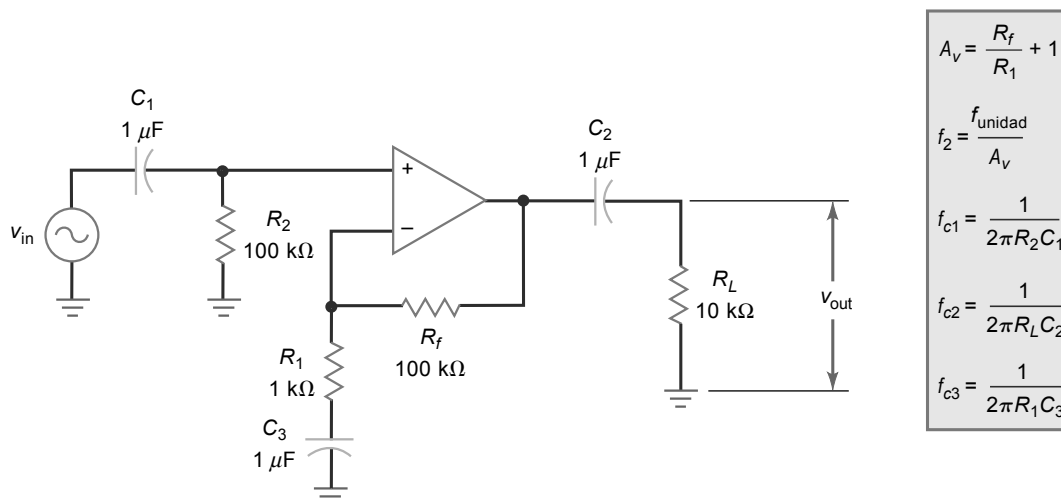 C1
1 μF
vin
R2
100 kΩ
+
−
C2
1 μF
RL
10 kΩ
vout
Rf
100 kΩ
R1
1 kΩ
C3
1 μF
Av = Rf / R1 + 1
f2 = funidad / Av
fc1 = 1 / 2πR2C1
fc2 = 1 / 2πRLC2
fc3 = 1 / 2πR1C3